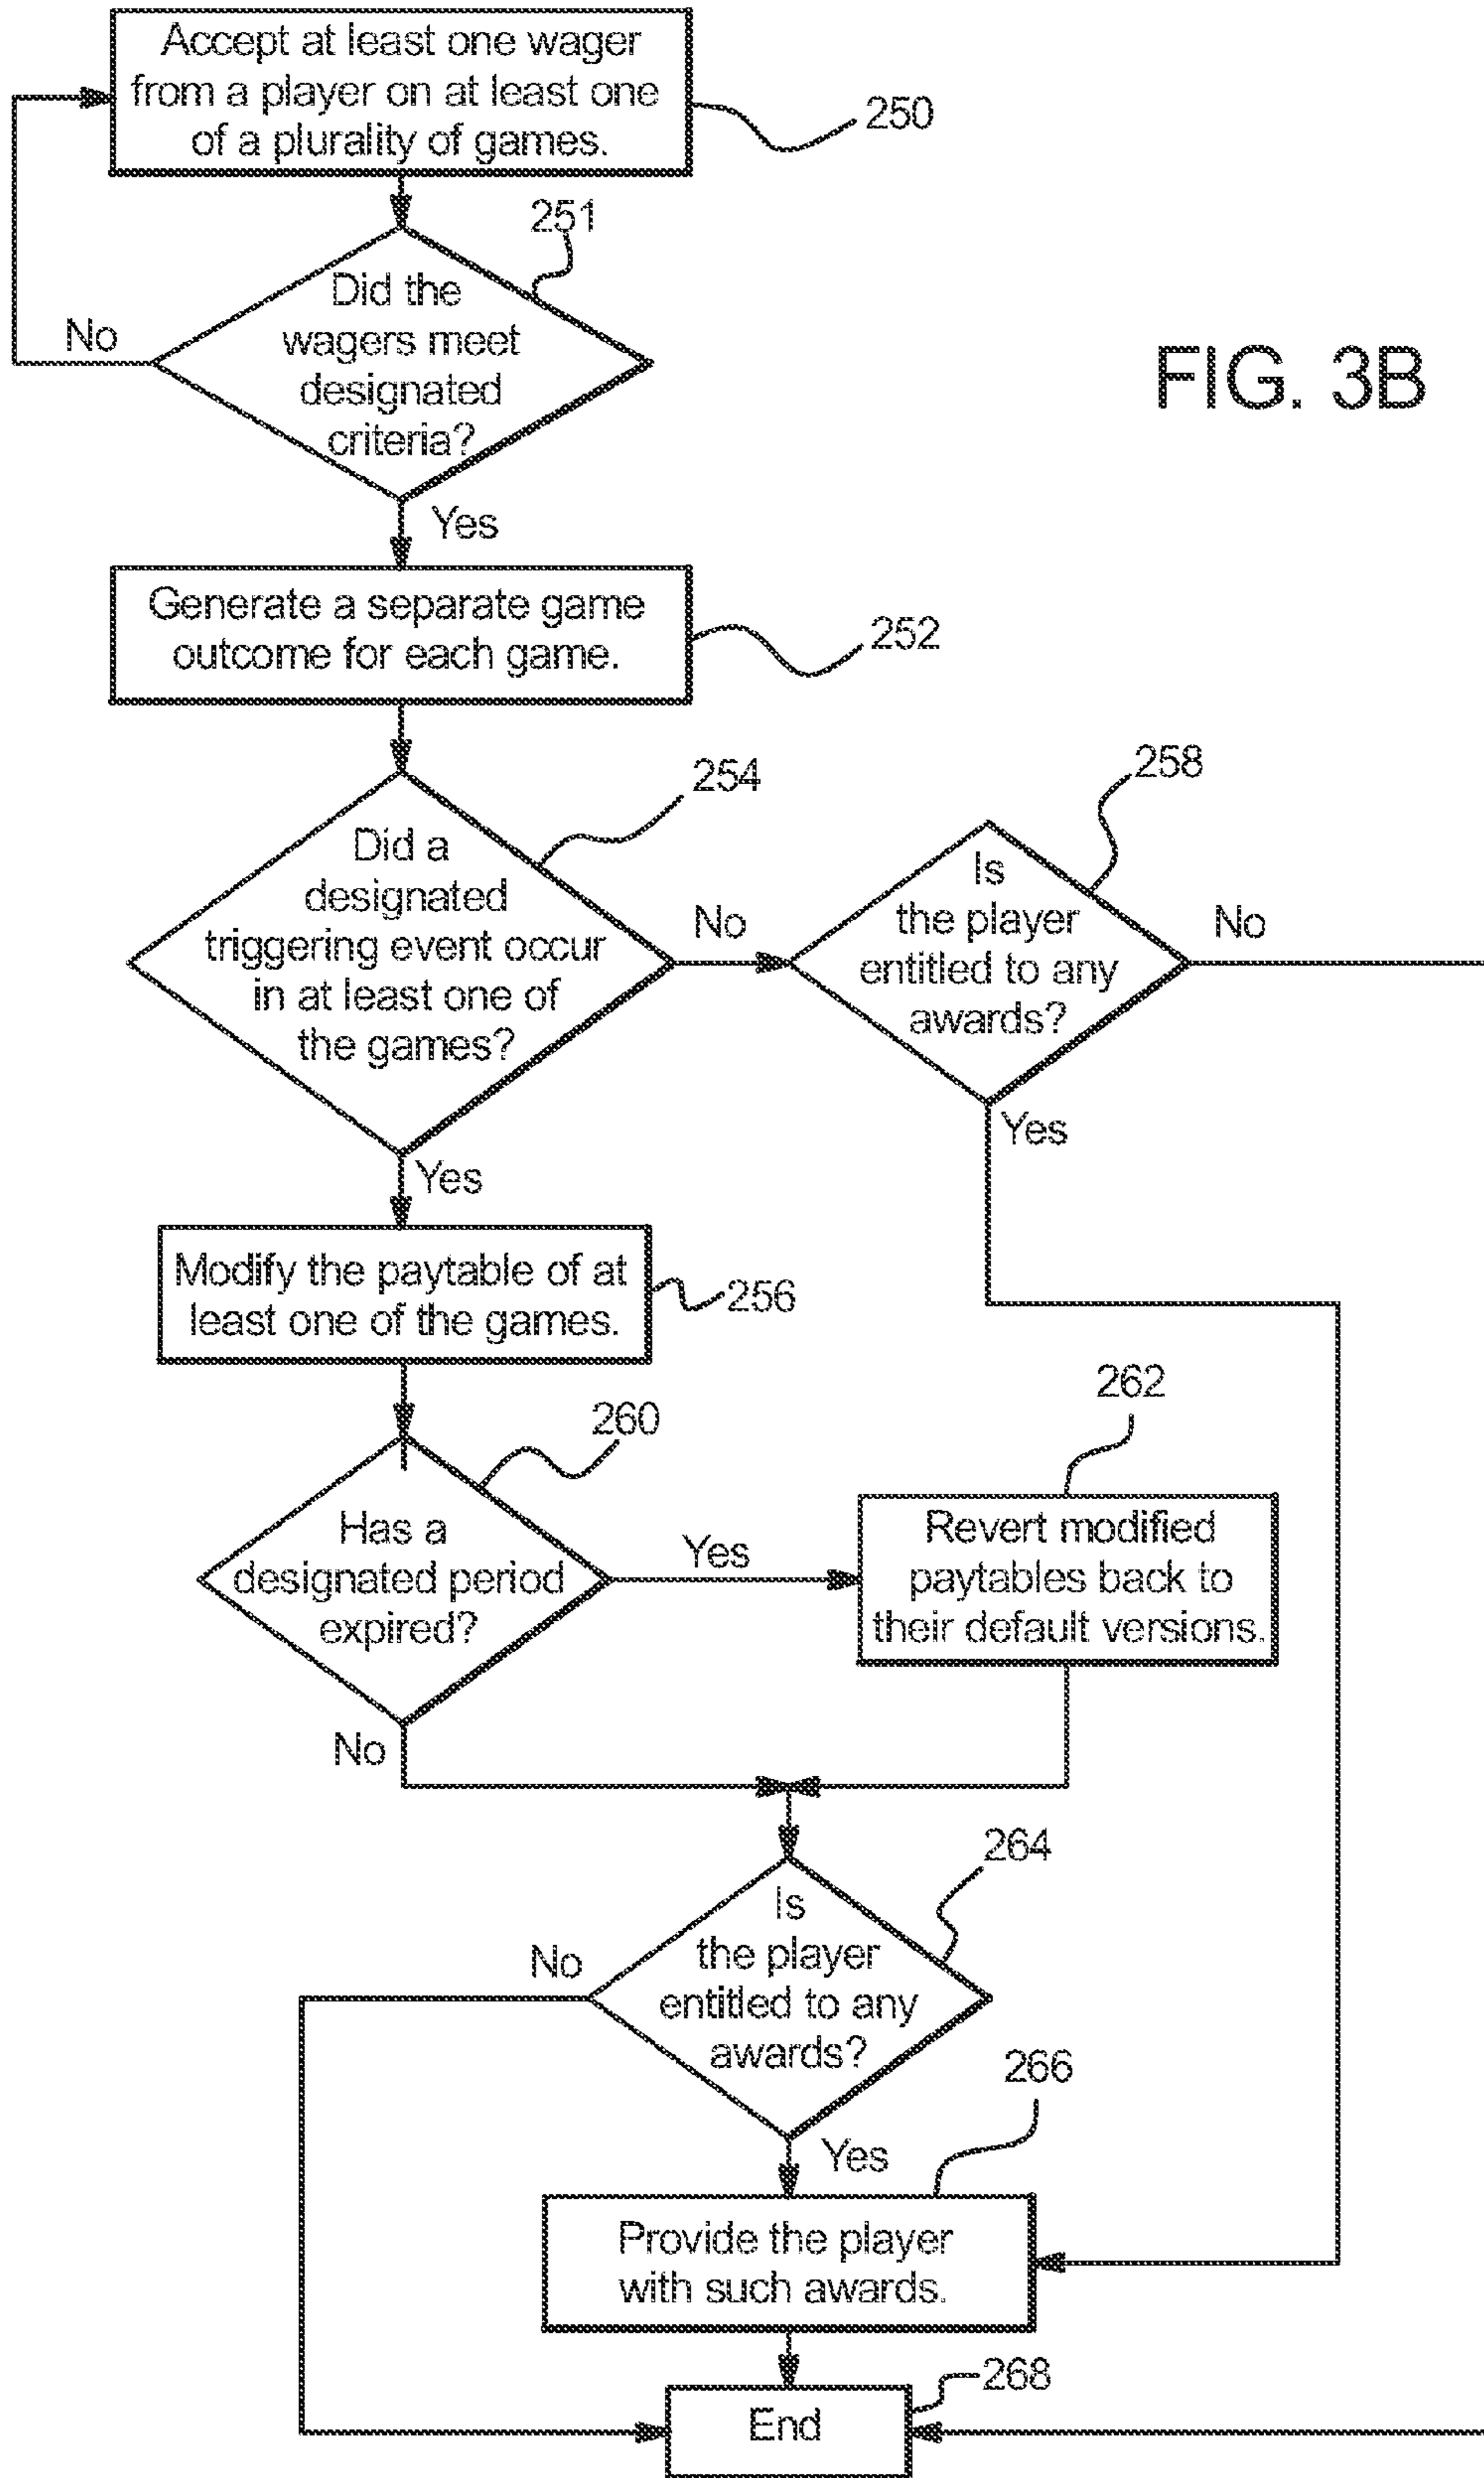 Accept at least one wager
from a player on at least one
of a plurality of games.
250
251
Did the
wagers meet
designated
criteria?
No
FIG. 3B
Yes
Generate a separate game
outcome for each game.
252
254
258
Did a
designated
triggering event occur
in at least one of
the games?
No
Is
the player
entitled to any
awards?
No
Yes
Yes
Modify the paytable of at
least one of the games.
256
260
262
Has a
designated period
expired?
Yes
Revert modified
paytables back to
their default versions.
No
264
Is
the player
entitled to any
awards?
No
266
Yes
Provide the player
with such awards.
268
End